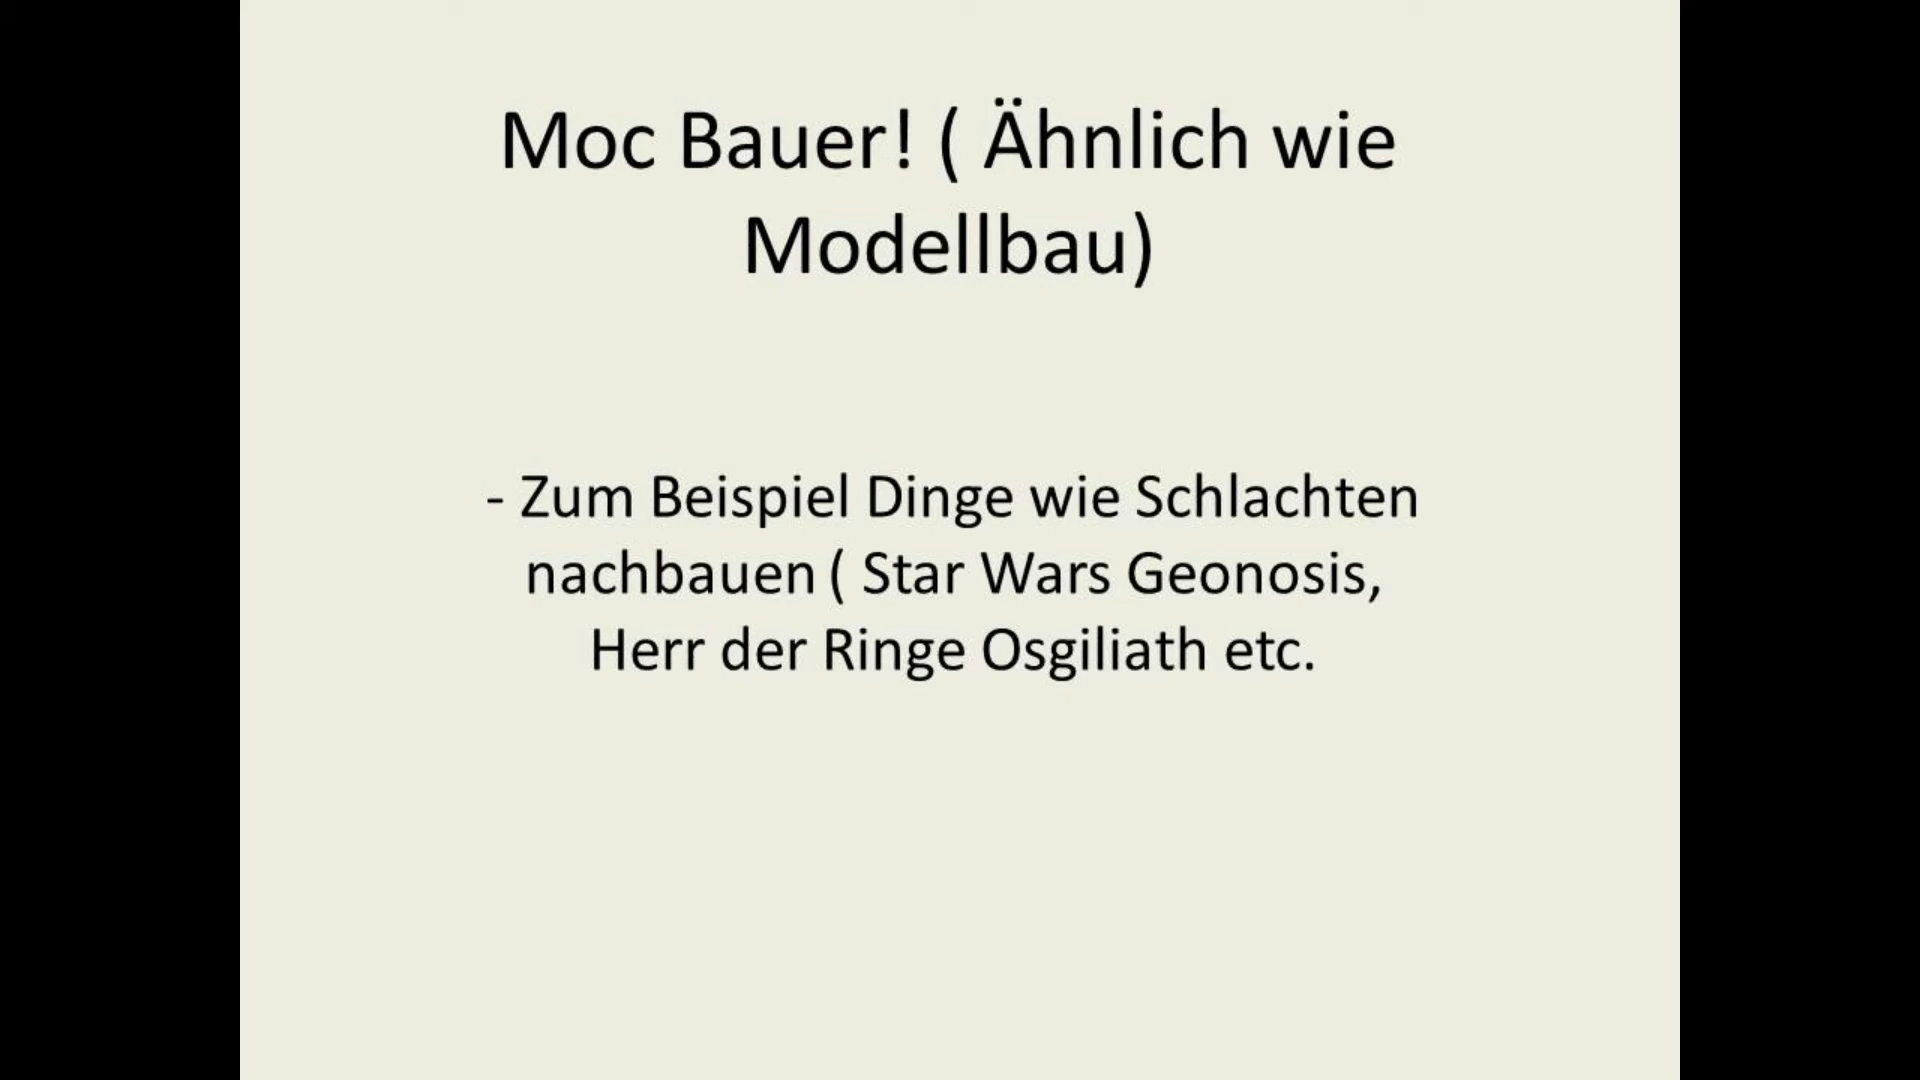 Moc Bauer! ( Ähnlich wie
Modellbau)
- Zum Beispiel Dinge wie Schlachten
nachbauen ( Star Wars Geonosis,
Herr der Ringe Osgiliath etc.